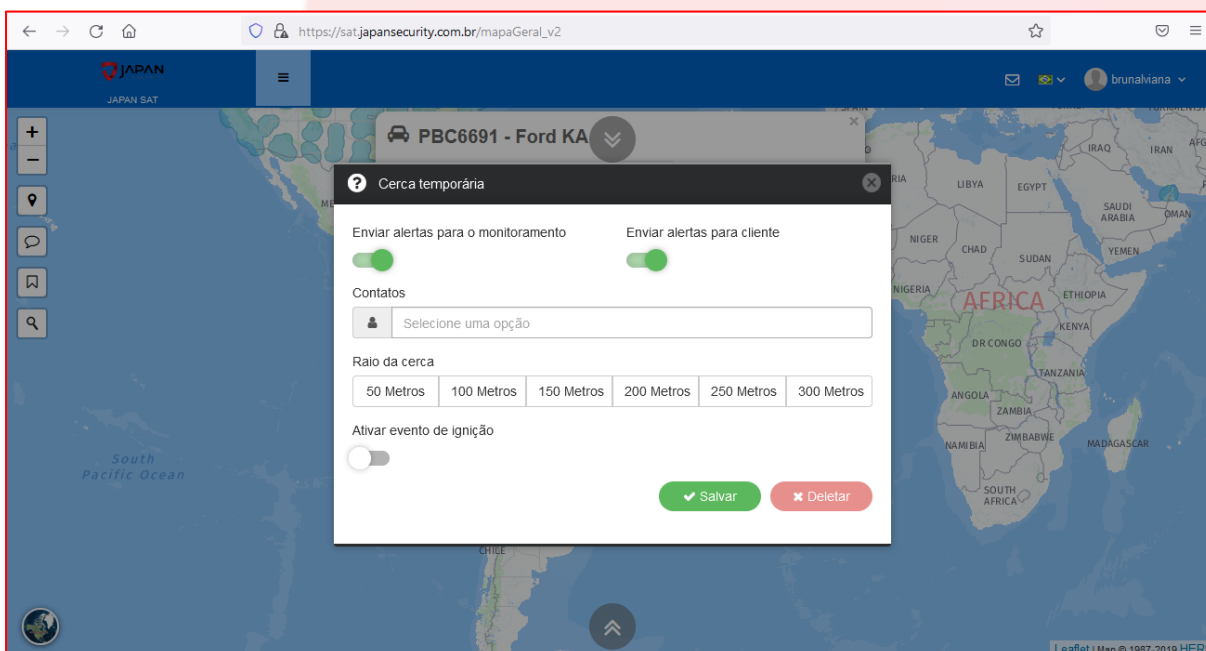 https://sat.japansecurity.com.br/mapaGeral_v2
JAPAN
JAPAN SAT
brunalviana
PBC6691 - Ford KA
Cerca temporária
Enviar alertas para o monitoramento
Enviar alertas para cliente
Contatos
Selecione uma opção
Raio da cerca
50 Metros
100 Metros
150 Metros
200 Metros
250 Metros
300 Metros
Ativar evento de ignição
Salvar
Deletar
IRAQ
IRAN
LIBYA
EGYPT
SAUDI
ARABIA
OMAN
NIGER
CHAD
SUDAN
YEMEN
NIGERIA
AFRICA
ETHIOPIA
KENYA
DR CONGO
TANZANIA
ANGOLA
ZAMBIA
NAMIBIA
ZIMBABWE
MADAGASCAR
SOUTH
AFRICA
South
Pacific Ocean
CHILE
Leaflet | Map © 1987-2019 HER